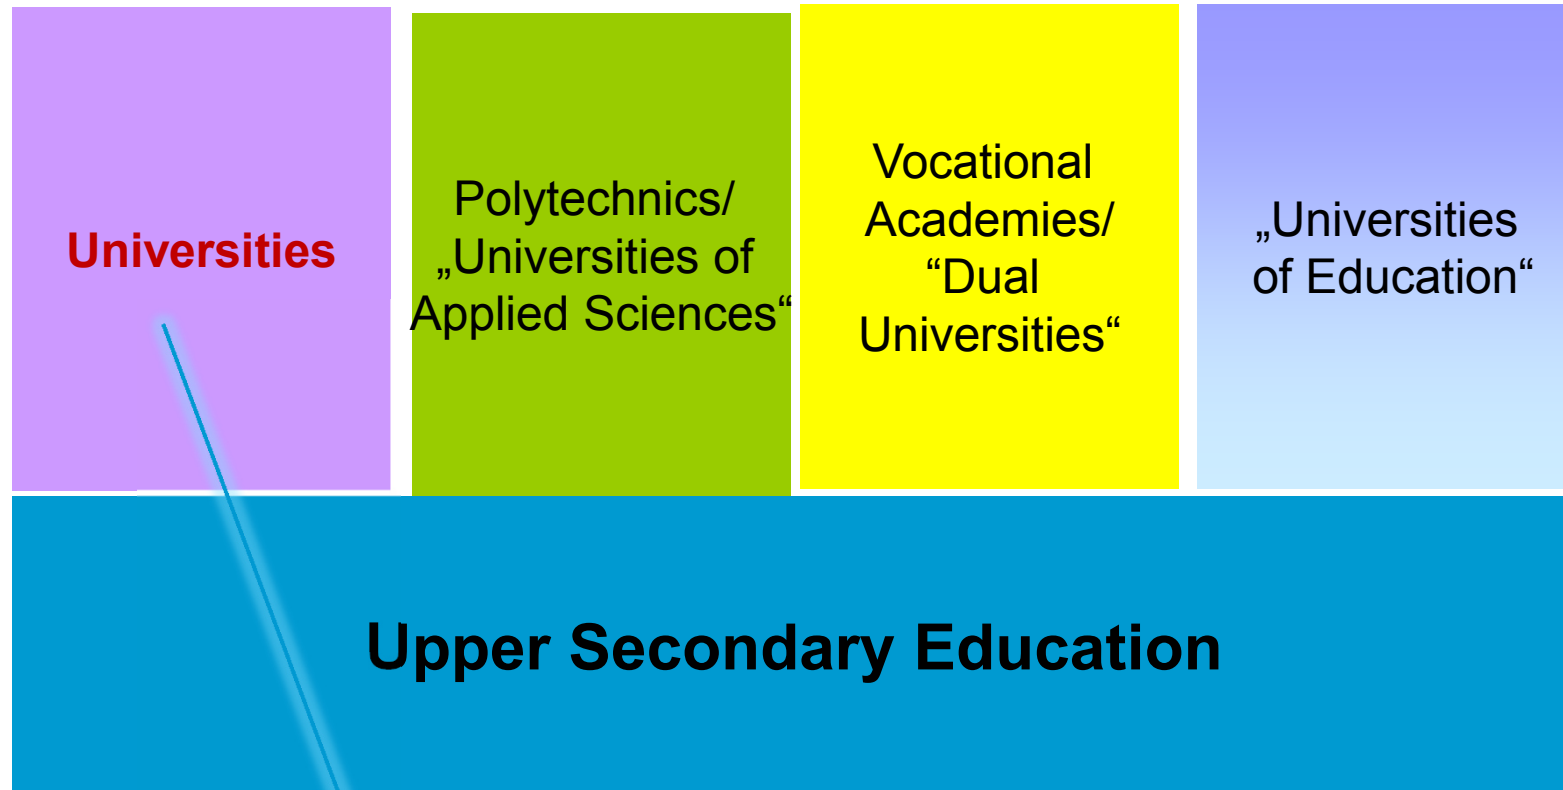 Universities
Polytechnics/
„Universities of
Applied Sciences“
Vocational
Academies/
“Dual
Universities“
„Universities
of Education“
Upper Secondary Education